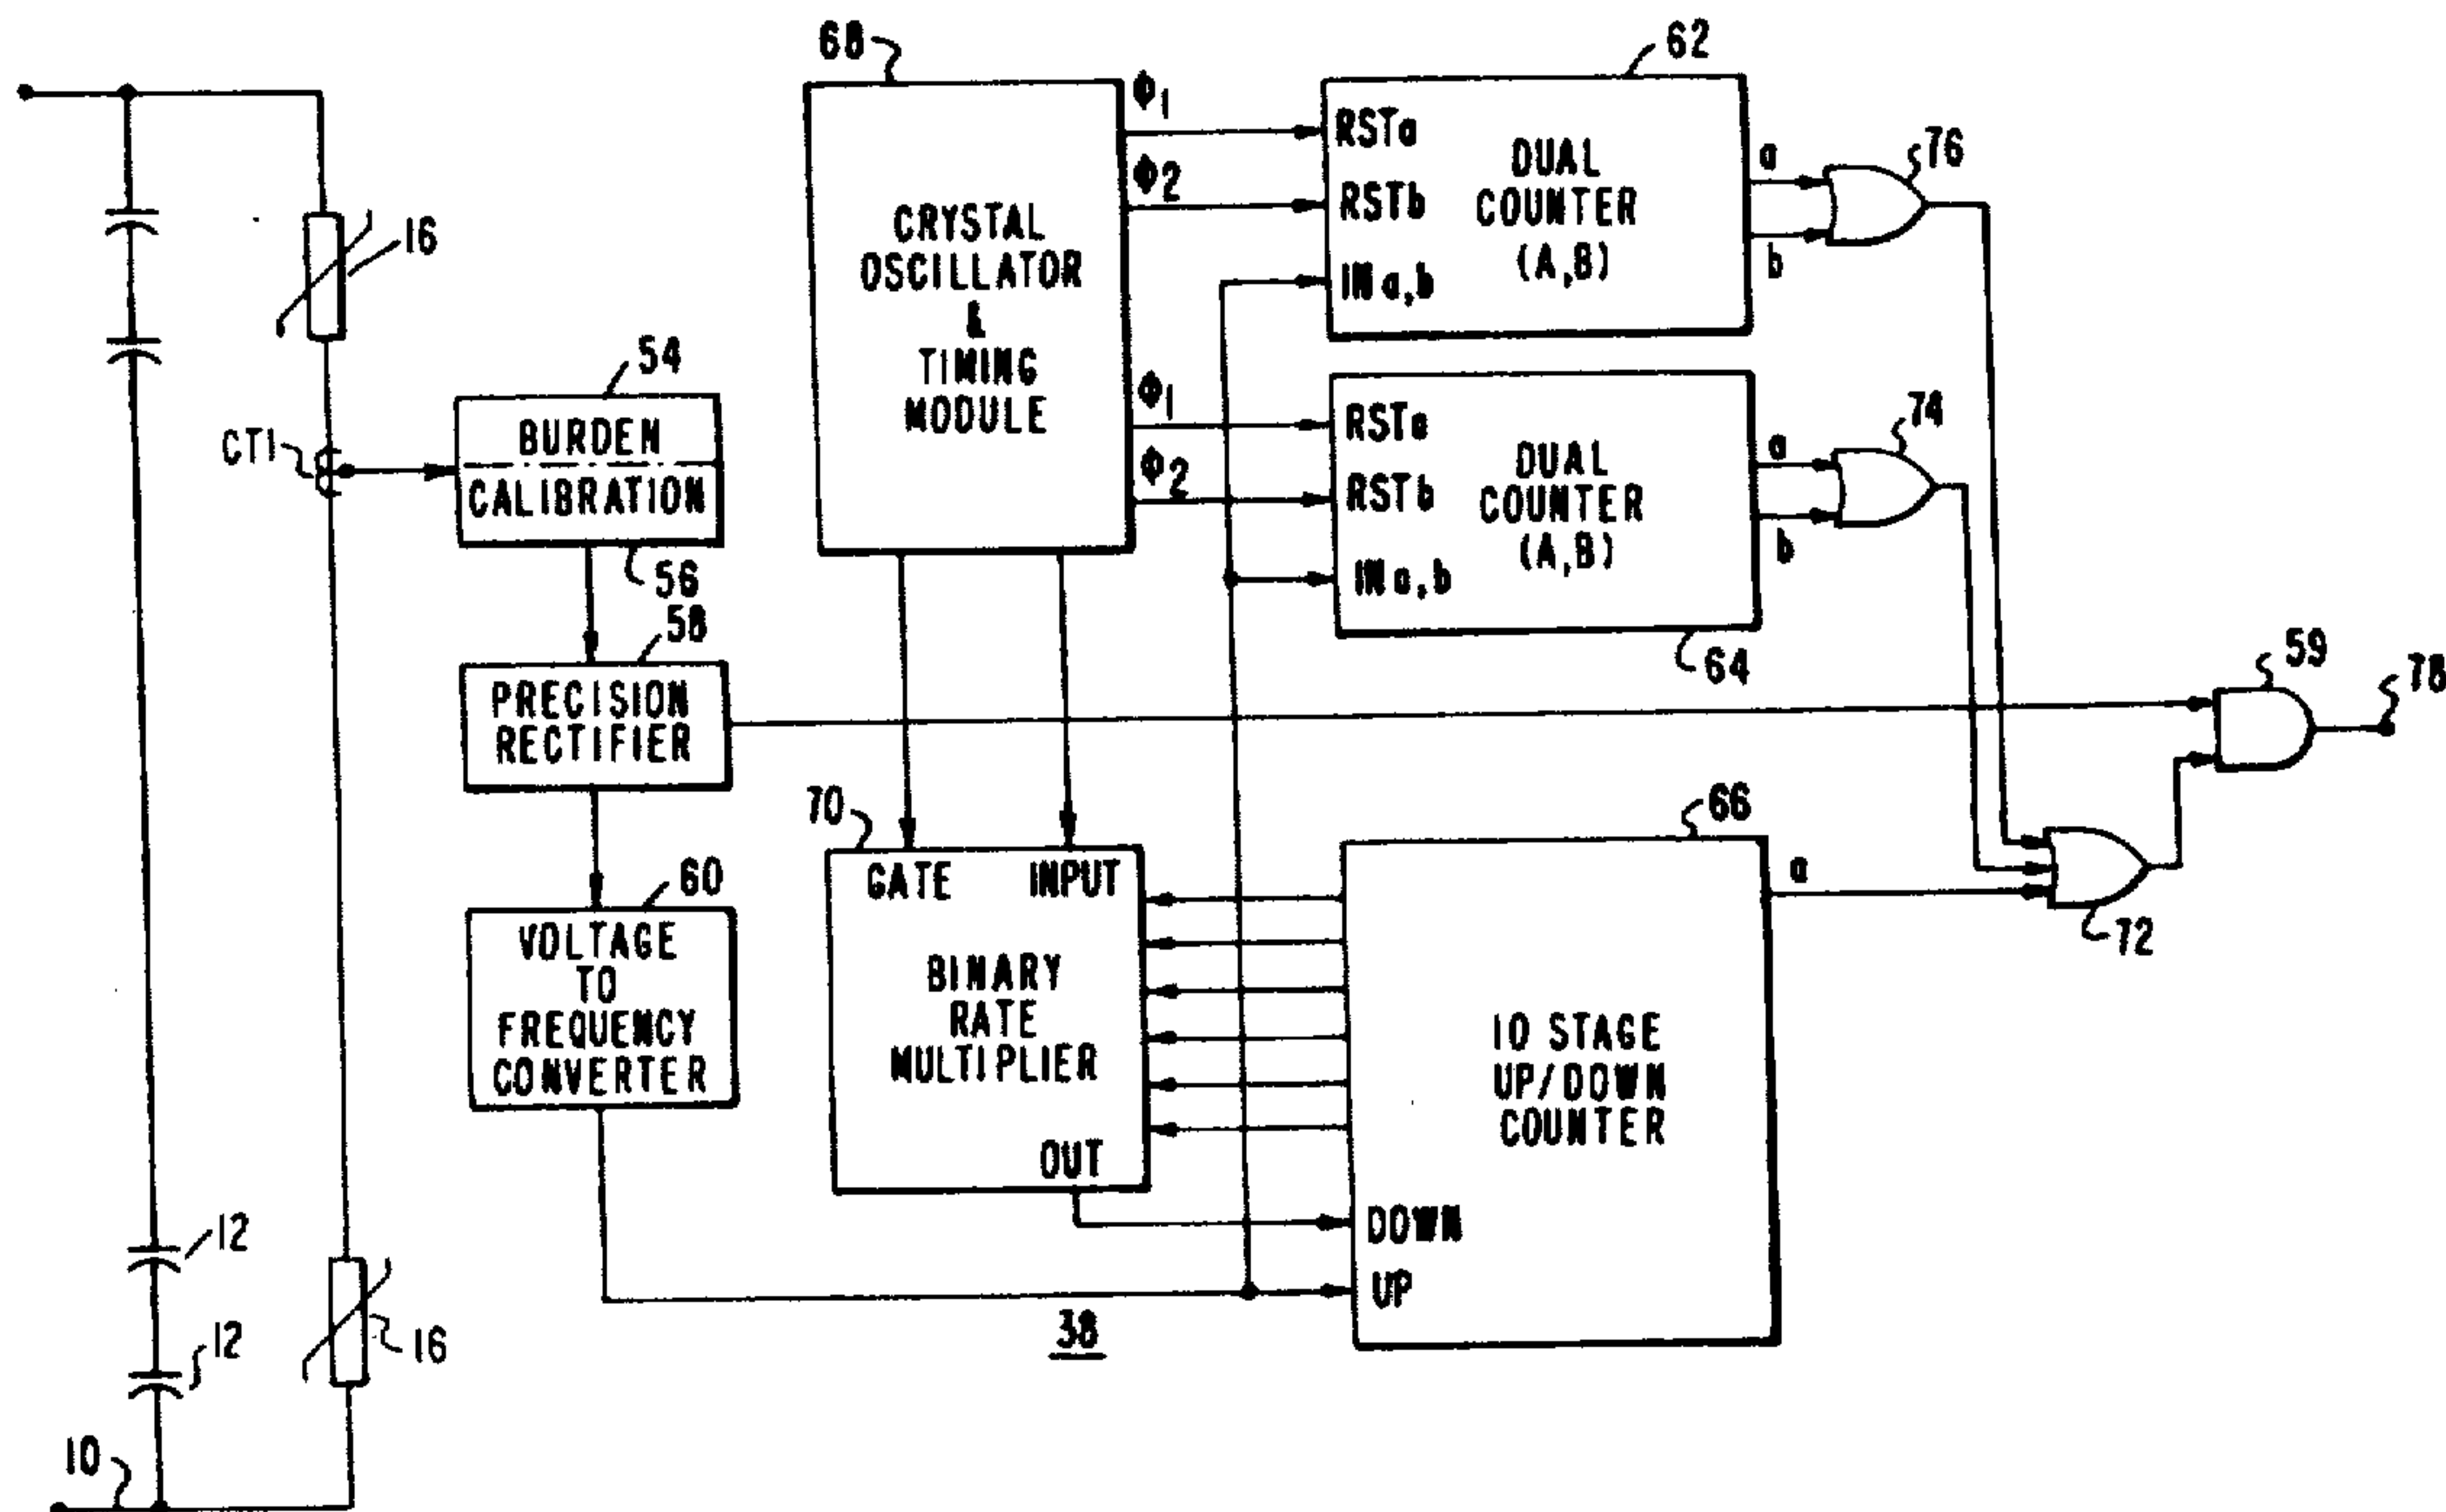 68
Φ1
Φ2
Φ1
Φ2
CRYSTAL
OSCILLATOR
&
TIMING
MODULE
62
RSTa
RSTb
INa,b
DUAL
COUNTER
(A,B)
a
b
76
16
CT1
54
BURDEN
CALIBRATION
56
RSTa
RSTb
INa,b
DUAL
COUNTER
(A,B)
64
a
b
74
58
PRECISION
RECTIFIER
59
78
70
GATE
INPUT
BINARY
RATE
MULTIPLIER
OUT
66
10 STAGE
UP/DOWN
COUNTER
DOWN
UP
a
72
60
VOLTAGE
TO
FREQUENCY
CONVERTER
12
12
16
10
38